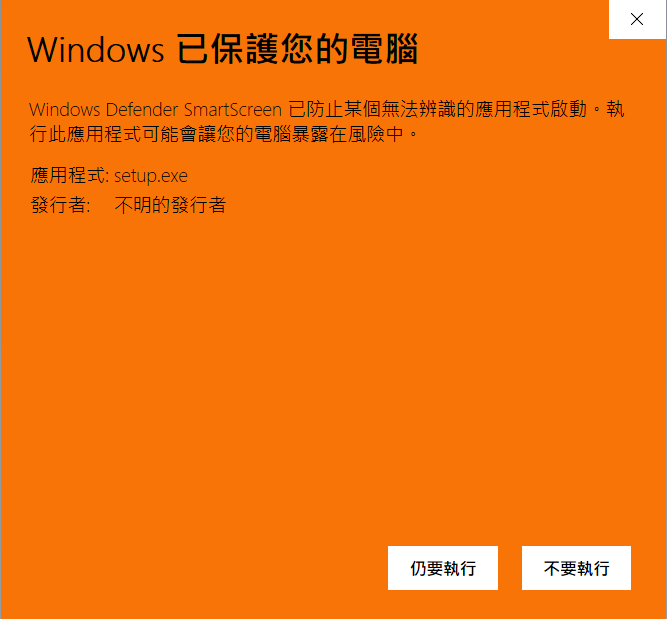 Windows 已保護您的電腦
Windows Defender SmartScreen 已防止某個無法辨識的應用程式啟動。執
行此應用程式可能會讓您的電腦暴露在風險中。
應用程式: setup.exe
發行者: 不明的發行者
仍要執行 不要執行